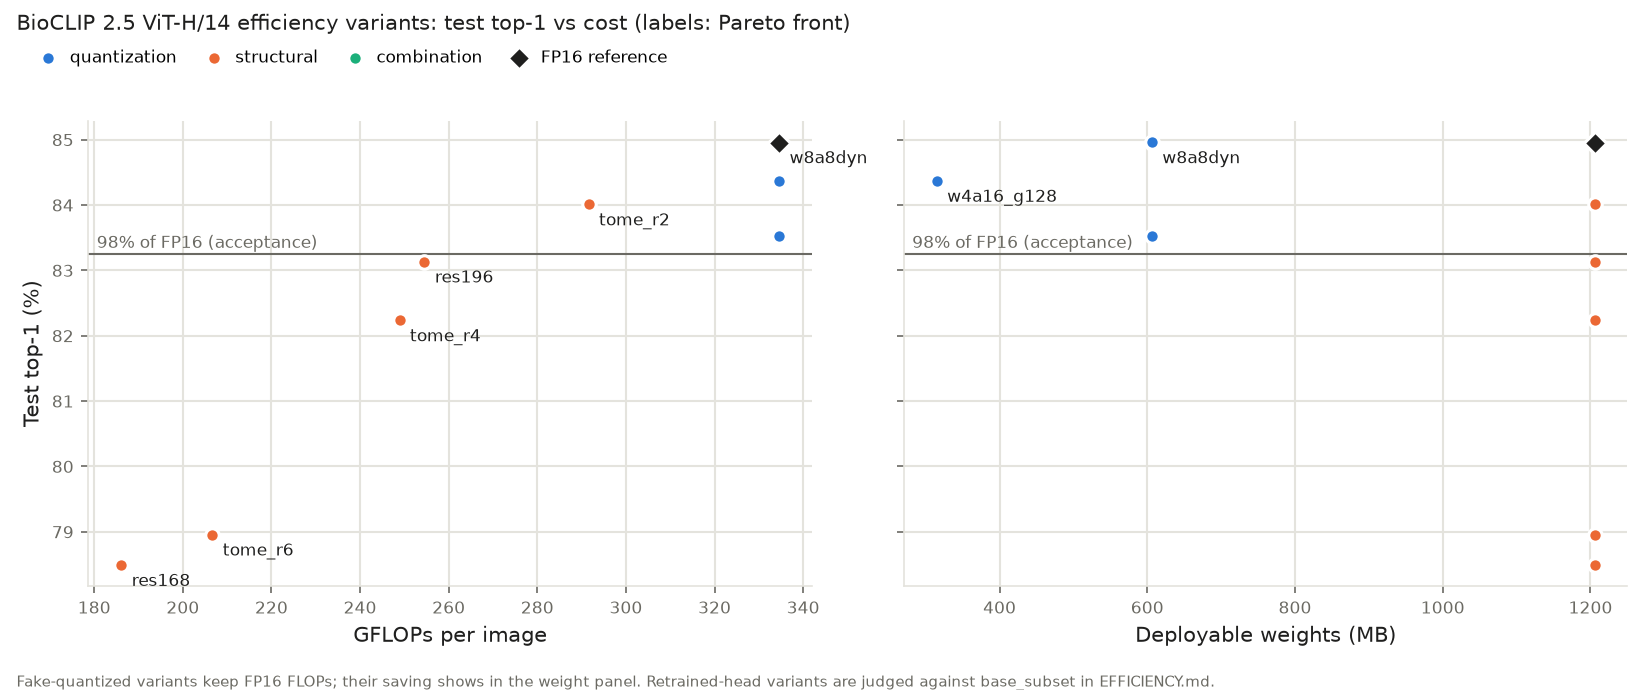 BioCLIP 2.5 ViT-H/14 efficiency variants: test top-1 vs cost (labels: Pareto front)
quantization structural combination FP16 reference
Test top-1 (%)
85
84
83
82
81
80
79
w8a8dyn
tome_r2
98% of FP16 (acceptance)
res196
tome_r4
tome_r6
res168
180 200 220 240 260 280 300 320 340
GFLOPs per image
w8a8dyn
w4a16_g128
98% of FP16 (acceptance)
400 600 800 1000 1200
Deployable weights (MB)
Fake-quantized variants keep FP16 FLOPs; their saving shows in the weight panel. Retrained-head variants are judged against base_subset in EFFICIENCY.md.